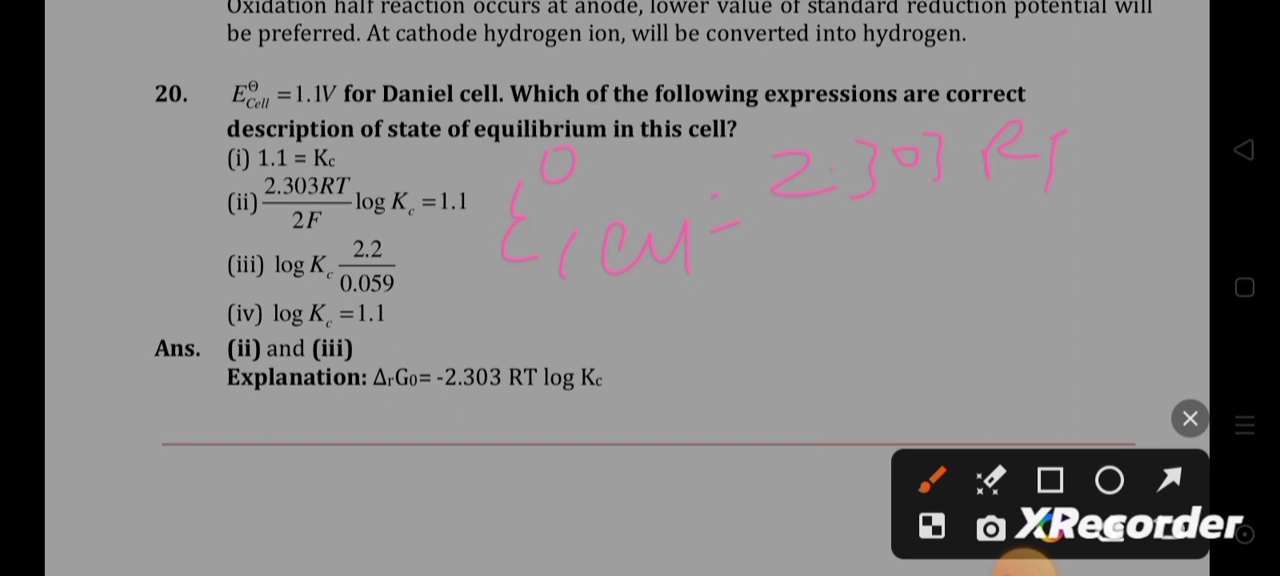 Oxidation half reaction occurs at anode, lower value of standard reduction potential will
be preferred. At cathode hydrogen ion, will be converted into hydrogen.
20. E⊖Cell = 1.1V for Daniel cell. Which of the following expressions are correct
description of state of equilibrium in this cell?
(i) 1.1 = Kc
(ii) 2.303RT/2F log Kc = 1.1
(iii) log Kc 2.2/0.059
(iv) log Kc = 1.1
E0cell = 2.303 RT
Ans. (ii) and (iii)
Explanation: ΔrG0= -2.303 RT log Kc
XRecorder